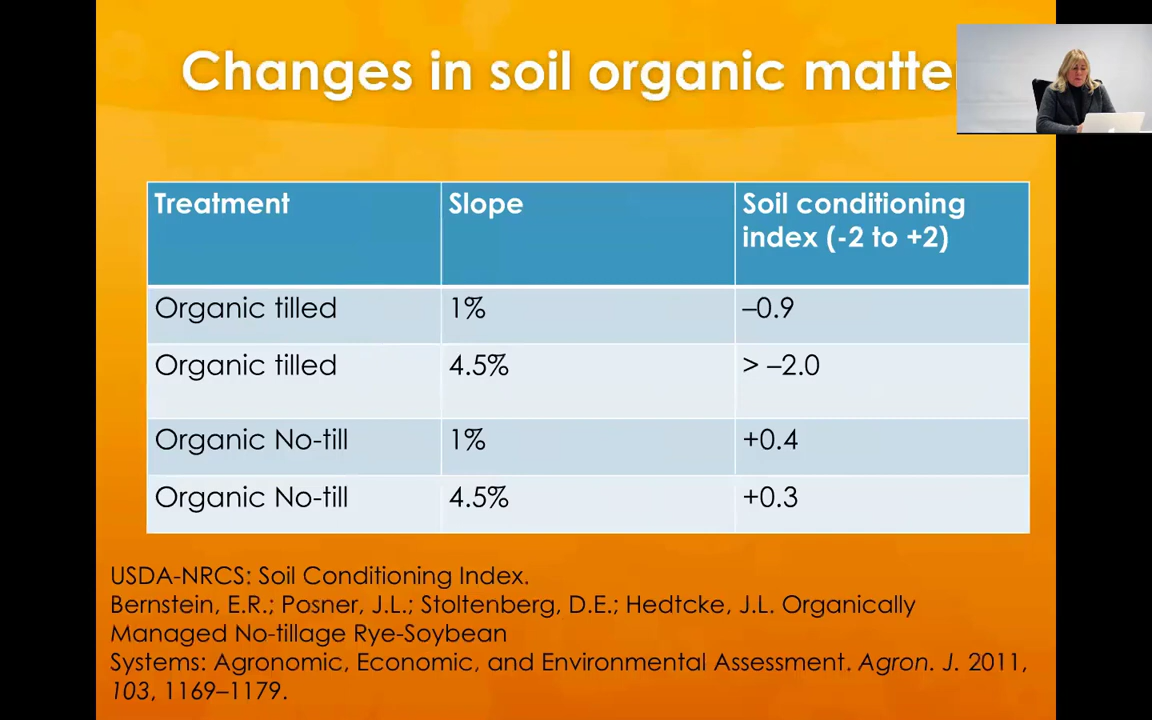 Changes in soil organic matte
Treatment
Slope
Soil conditioning
index (-2 to +2)
Organic tilled
1%
–0.9
Organic tilled
4.5%
> –2.0
Organic No-till
1%
+0.4
Organic No-till
4.5%
+0.3
USDA-NRCS: Soil Conditioning Index.
Bernstein, E.R.; Posner, J.L.; Stoltenberg, D.E.; Hedtcke, J.L. Organically
Managed No-tillage Rye-Soybean
Systems: Agronomic, Economic, and Environmental Assessment. Agron. J. 2011,
103, 1169–1179.